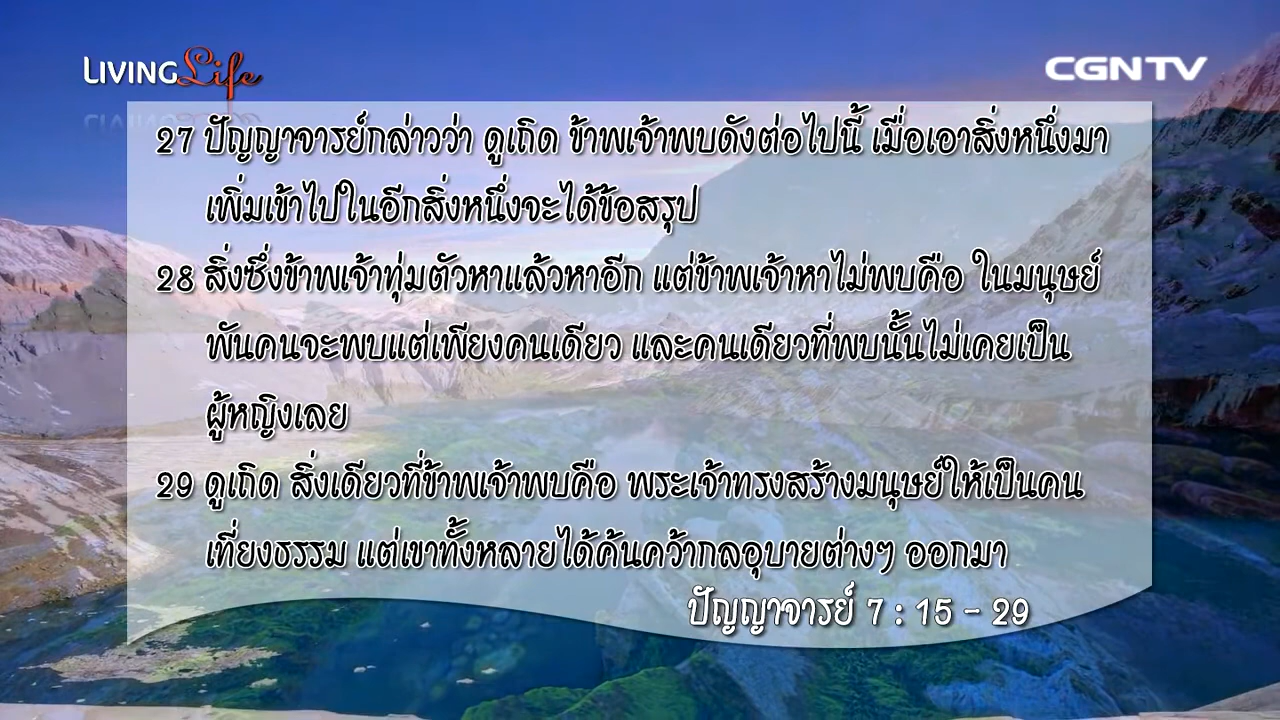 LIVING Life
CGNTV
27 ปัญญาจารย์กล่าวว่า ดูเถิด ข้าพเจ้าพบดังต่อไปนี้ เมื่อเอาสิ่งหนึ่งมา
เพิ่มเข้าไปในอีกสิ่งหนึ่งจะได้ข้อสรุป
28 สิ่งซึ่งข้าพเจ้าทุ่มตัวหาแล้วหาอีก แต่ข้าพเจ้าหาไม่พบคือ ในมนุษย์
พันคนจะพบแต่เพียงคนเดียว และคนเดียวที่พบนั้นไม่เคยเป็น
ผู้หญิงเลย
29 ดูเถิด สิ่งเดียวที่ข้าพเจ้าพบคือ พระเจ้าทรงสร้างมนุษย์ให้เป็นคน
เที่ยงธรรม แต่เขาทั้งหลายได้ค้นคว้ากลอุบายต่างๆ ออกมา
ปัญญาจารย์ 7 : 15 - 29